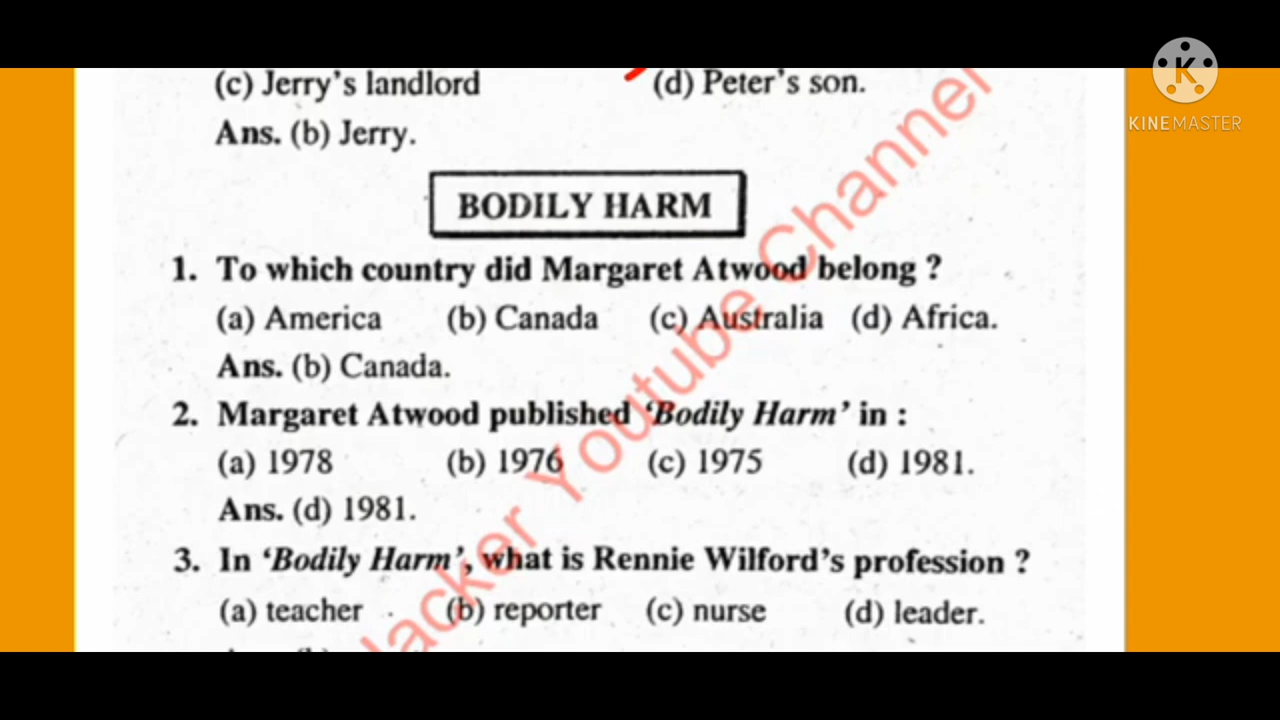 (c) Jerry's landlord (d) Peter's son.
Ans. (b) Jerry.
KINEMASTER
BODILY HARM
1. To which country did Margaret Atwood belong ?
(a) America (b) Canada (c) Australia (d) Africa.
Ans. (b) Canada.
2. Margaret Atwood published 'Bodily Harm' in :
(a) 1978 (b) 1976 (c) 1975 (d) 1981.
Ans. (d) 1981.
3. In 'Bodily Harm', what is Rennie Wilford's profession ?
(a) teacher (b) reporter (c) nurse (d) leader.
Youtube Channel